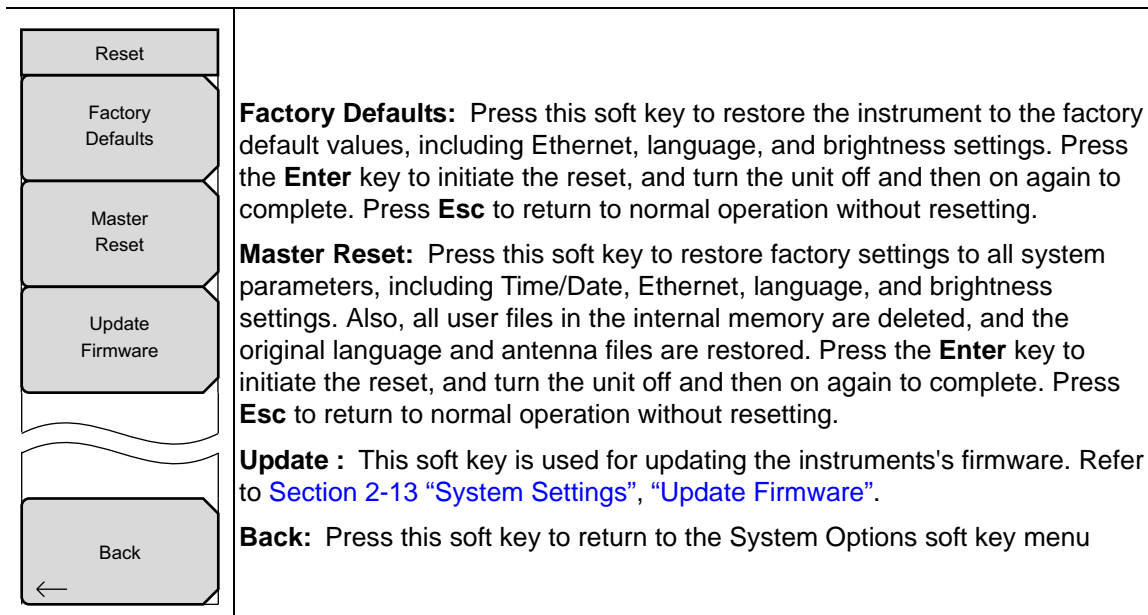 Reset
Factory
Defaults
Master
Reset
Update
Firmware
Back
Factory Defaults: Press this soft key to restore the instrument to the factory
default values, including Ethernet, language, and brightness settings. Press
the Enter key to initiate the reset, and turn the unit off and then on again to
complete. Press Esc to return to normal operation without resetting.
Master Reset: Press this soft key to restore factory settings to all system
parameters, including Time/Date, Ethernet, language, and brightness
settings. Also, all user files in the internal memory are deleted, and the
original language and antenna files are restored. Press the Enter key to
initiate the reset, and turn the unit off and then on again to complete. Press
Esc to return to normal operation without resetting.
Update : This soft key is used for updating the instruments's firmware. Refer
to Section 2-13 “System Settings”, “Update Firmware”.
Back: Press this soft key to return to the System Options soft key menu